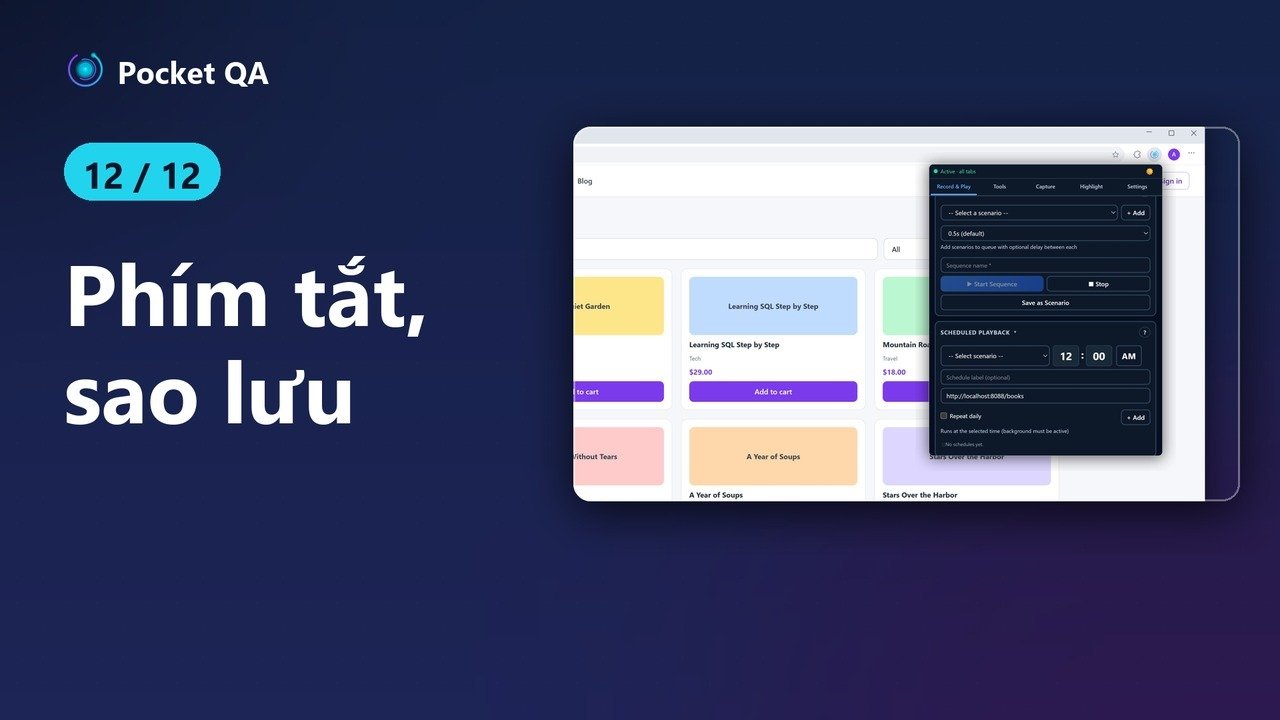 Pocket QA
12 / 12
Phím tắt,
sao lưu
Blog
Sign in
All
iet Garden
Learning SQL Step by Step
Learning SQL Step by Step
Tech
$29.00
Add to cart
to cart
Mountain Roa
Travel
$18.00
Without Tears
A Year of Soups
A Year of Soups
Stars Over the Harbor
Stars Over the Harbor
A
Active · all tabs
Record & Play
Tools
Capture
Highlight
Settings
-- Select a scenario --
+ Add
0.5s (default)
Add scenarios to queue with optional delay between each
Sequence name *
▶ Start Sequence
■ Stop
Save as Scenario
SCHEDULED PLAYBACK
?
-- Select scenario --
12 : 00 AM
Schedule label (optional)
http://localhost:8088/books
Repeat daily
+ Add
Runs at the selected time (background must be active)
No schedules yet.